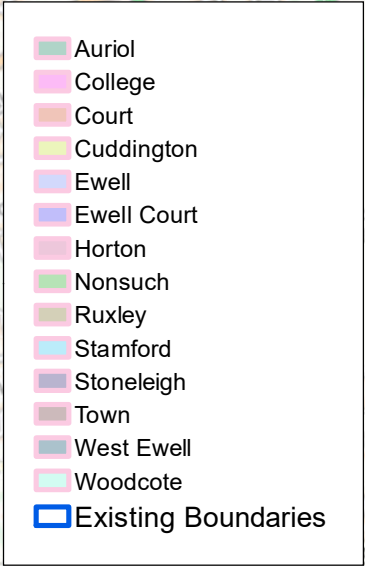 Auriol
College
Court
Cuddington
Ewell
Ewell Court
Horton
Nonsuch
Ruxley
Stamford
Stoneleigh
Town
West Ewell
Woodcote
Existing Boundaries